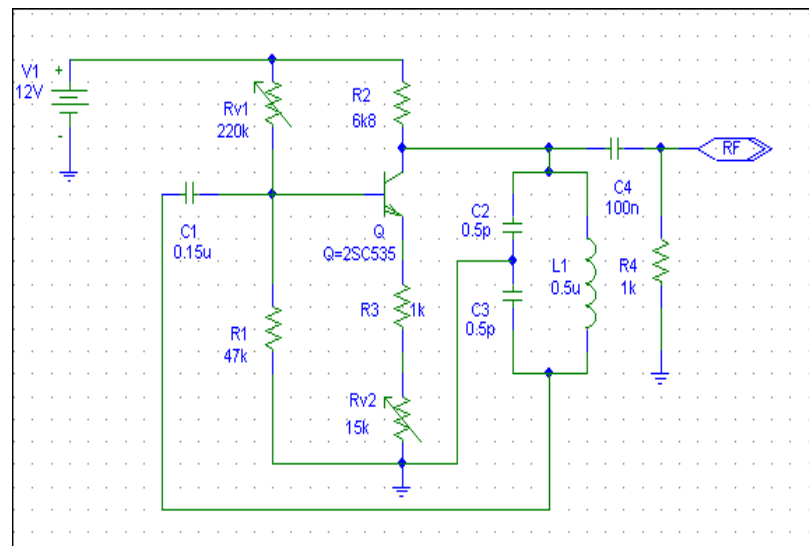 V1
+
12V
-
Rv1
220k
R2
6k8
RF
C4
100n
C1
0.15u
Q
Q=2SC535
C2
0.5p
L1
0.5u
R4
1k
R3
1k
C3
0.5p
R1
47k
Rv2
15k